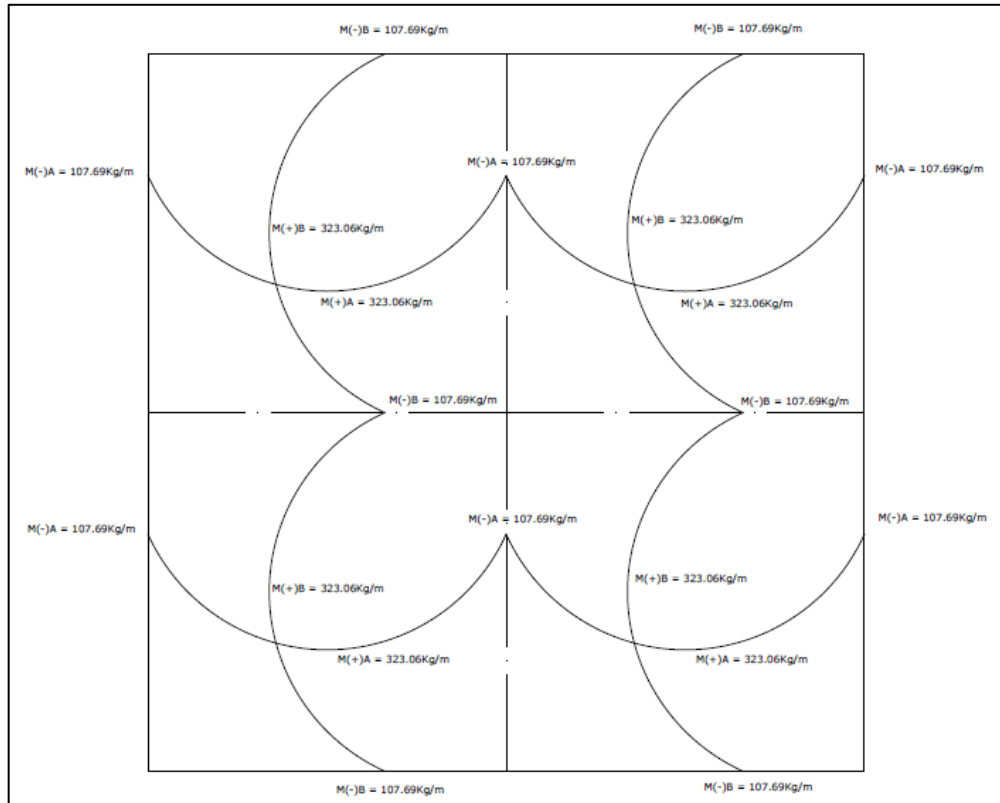 M(-)B = 107.69Kg/m
M(-)B = 107.69Kg/m
M(-)A = 107.69Kg/m
M(-)A = 107.69Kg/m
M(-)A = 107.69Kg/m
M(+)B = 323.06Kg/m
M(+)B = 323.06Kg/m
M(+)A = 323.06Kg/m
M(+)A = 323.06Kg/m
M(-)B = 107.69Kg/m
M(-)B = 107.69Kg/m
M(-)A = 107.69Kg/m
M(-)A = 107.69Kg/m
M(-)A = 107.69Kg/m
M(+)B = 323.06Kg/m
M(+)B = 323.06Kg/m
M(+)A = 323.06Kg/m
M(+)A = 323.06Kg/m
M(-)B = 107.69Kg/m
M(-)B = 107.69Kg/m